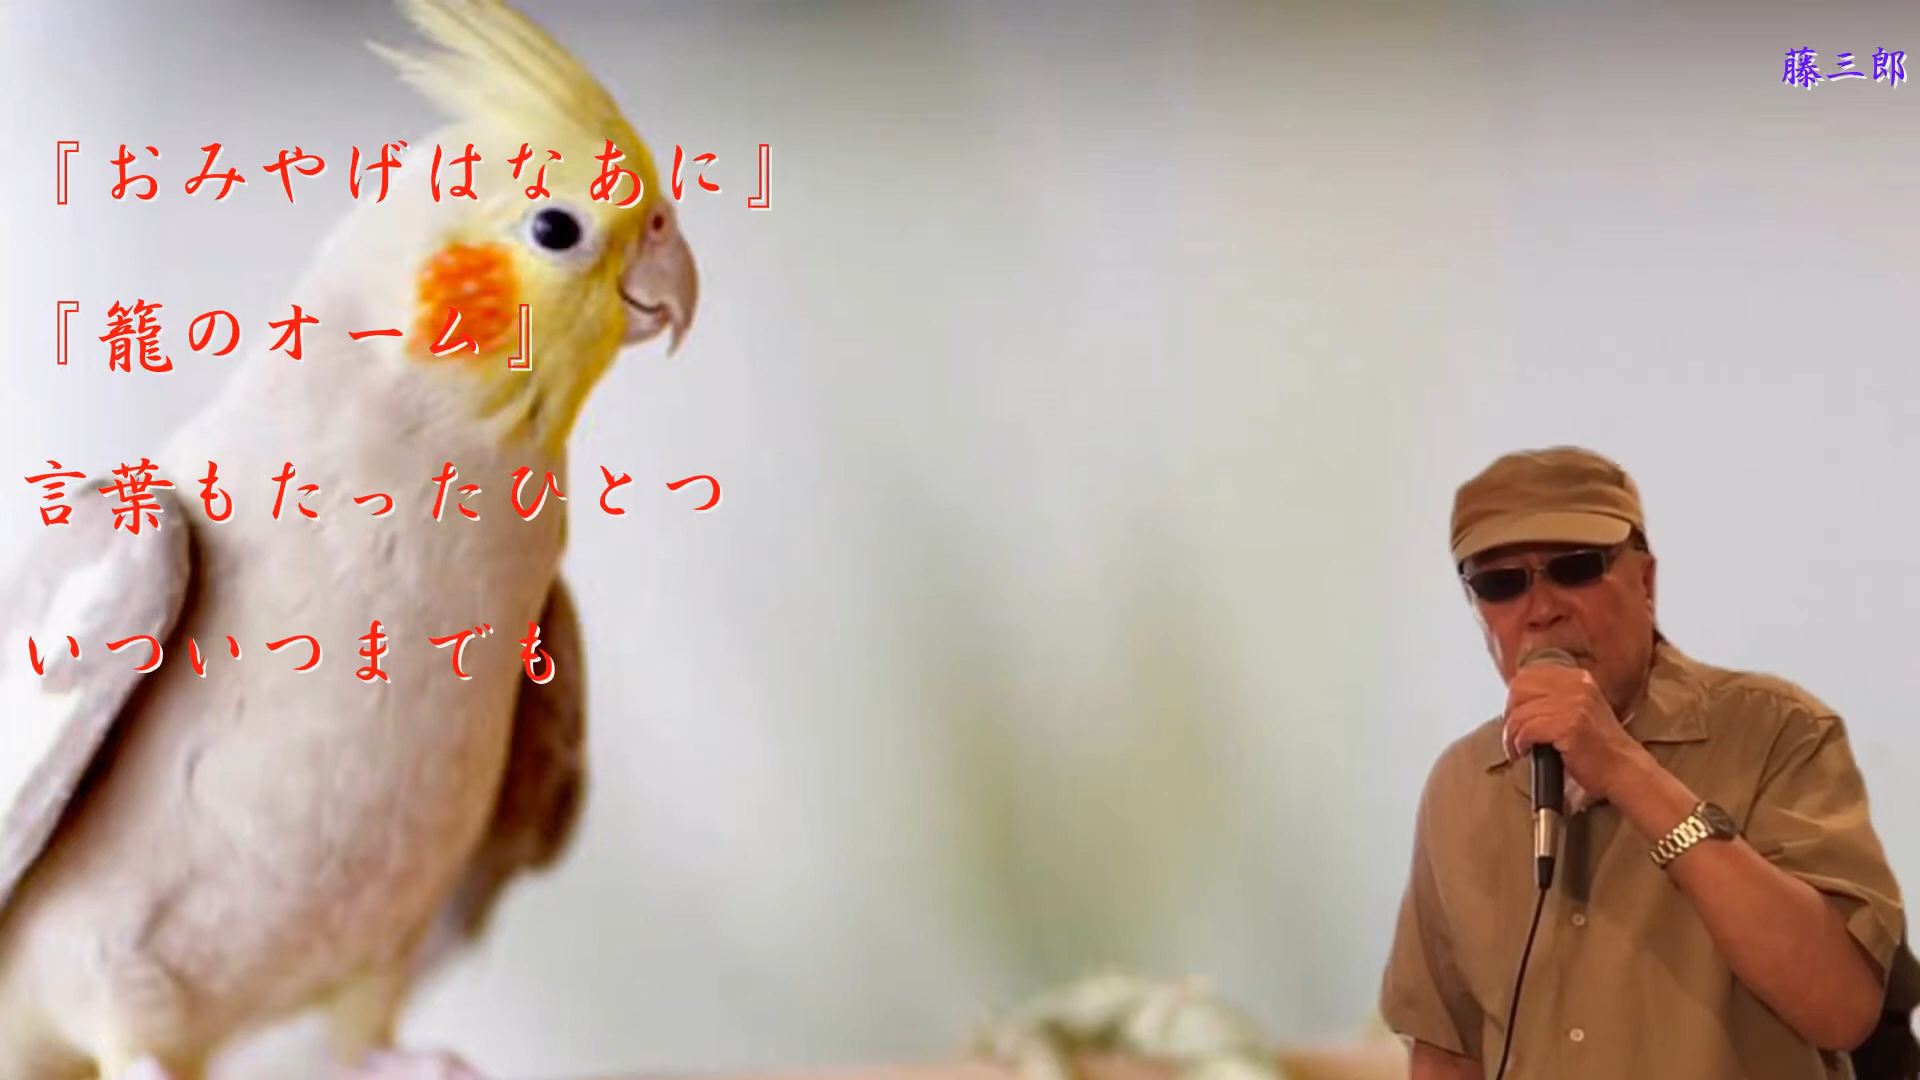 『おみやげはなあに』
『籠のオーム』
言葉もたったひとつ
いついつまでも
藤三郎